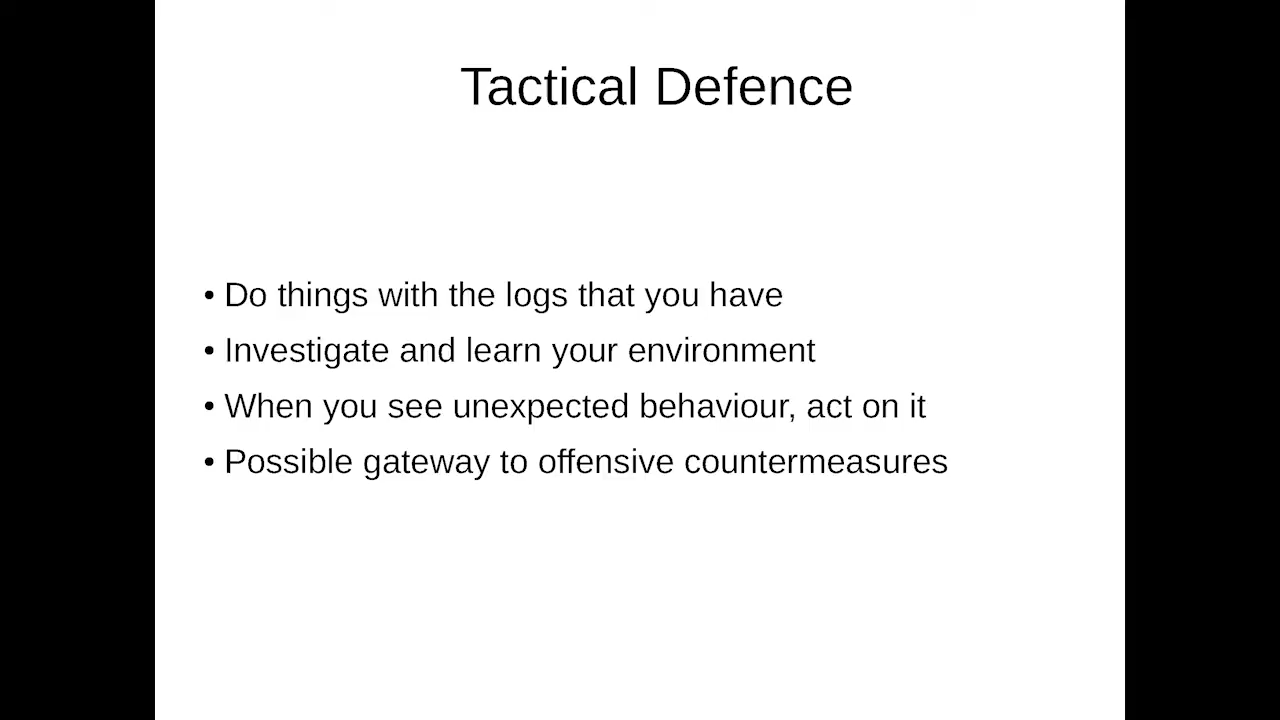 Tactical Defence
• Do things with the logs that you have
• Investigate and learn your environment
• When you see unexpected behaviour, act on it
• Possible gateway to offensive countermeasures